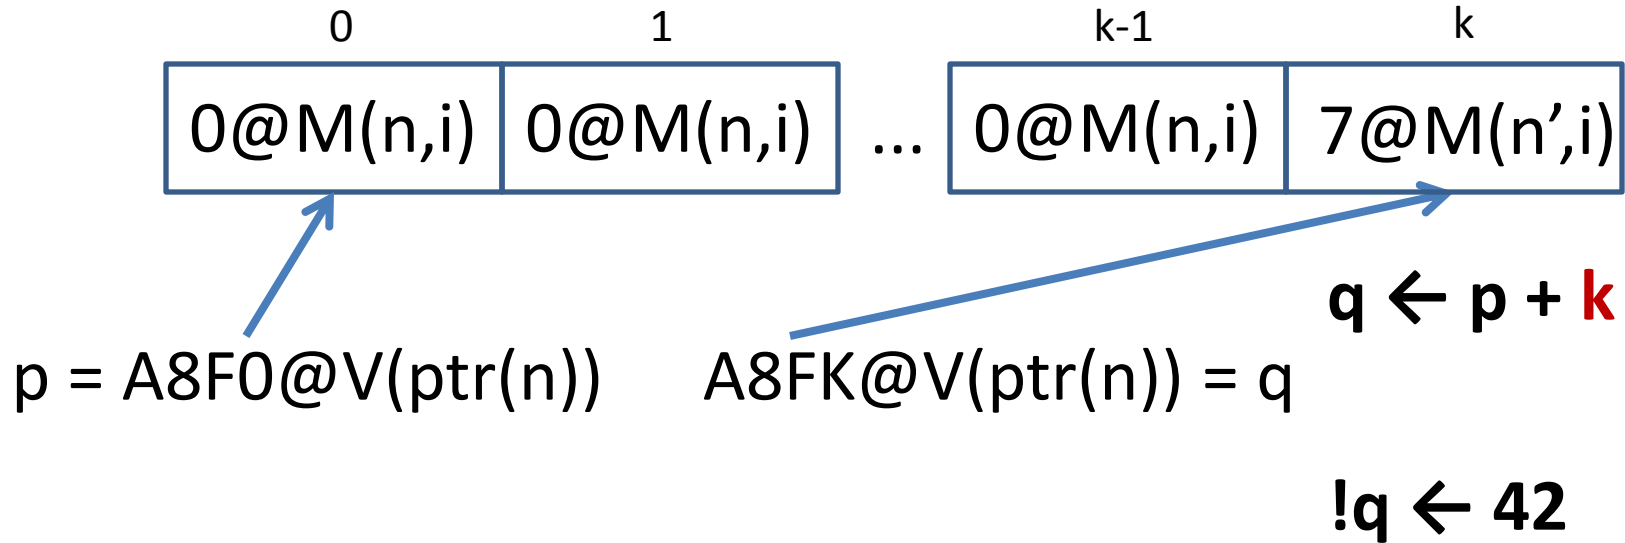 0 1 k-1 k
0@M(n,i) 0@M(n,i) ... 0@M(n,i) 7@M(n’,i)
q ← p + k
p = A8F0@V(ptr(n)) A8FK@V(ptr(n)) = q
!q ← 42